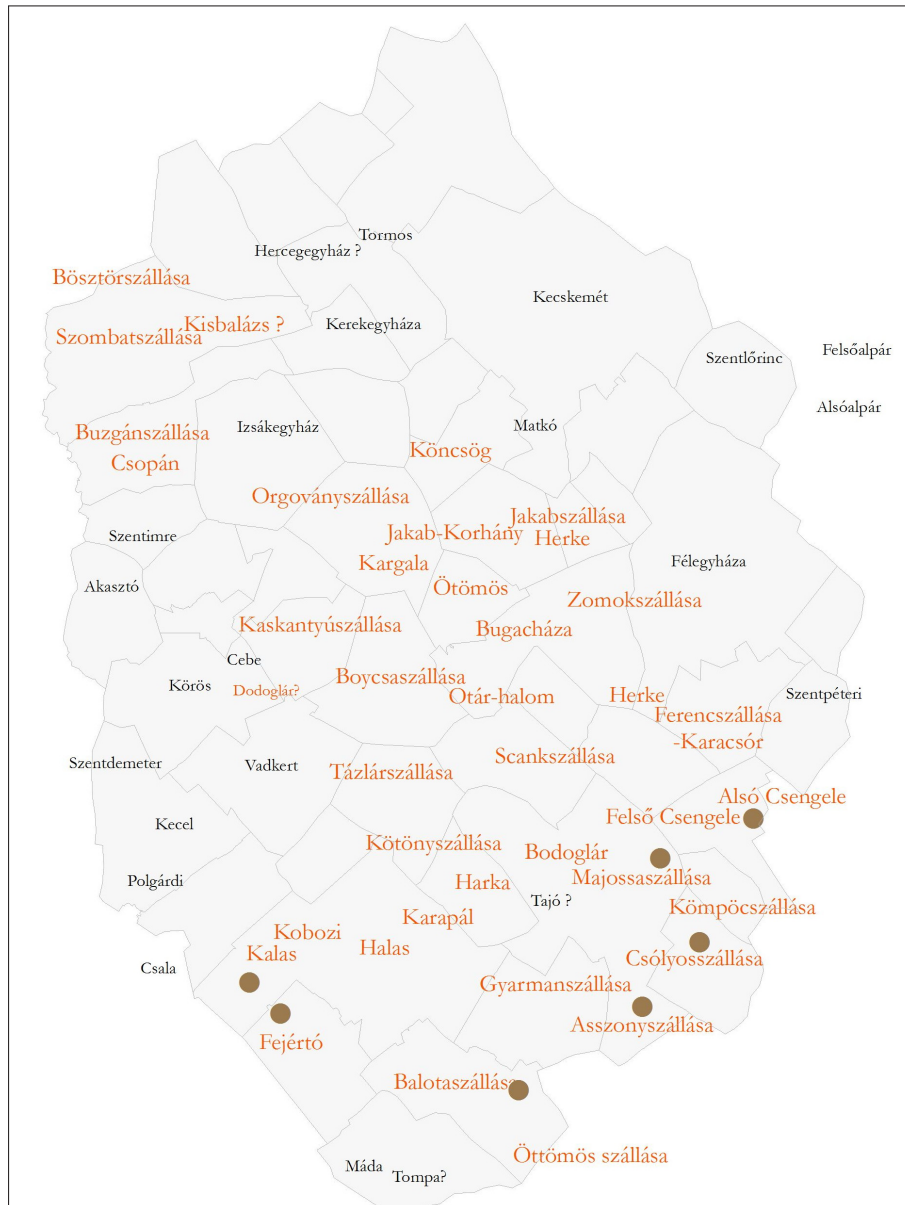 Tormos
Hercegegyház ?
Bösztörszállása
Kecskemét
Kisbalázs ?
Kerekegyháza
Szombatszállása
Felsőalpár
Szentlőrinc
Alsóalpár
Izsákegyház
Matkó
Buzgánszállása
Köncsög
Csopán
Orgoványszállása
Jakabszállása
Jakab-Korhány
Herke
Szentimre
Kargala
Félegyháza
Akasztó
Ötömös
Zomokszállása
Kaskantyúszállása
Bugacháza
Cebe
Boycsaszállása
Körös
Dodoglár?
Otár-halom
Herke
Szentpéteri
Ferencszállása
-Karacsór
Scankszállása
Szentdemeter
Vadkert
Tázlárszállása
Alsó Csengele
Felső Csengele
Kecel
Kötönyszállása
Bodoglár
Polgárdi
Harka
Majossaszállása
Tajó ?
Kömpöcszállása
Karapál
Kobozi
Halas
Kalas
Csólyosszállása
Csala
Gyarmanszállása
Asszonyszállása
Fejértó
Balotaszállása
Öttömös szállása
Máda
Tompa?